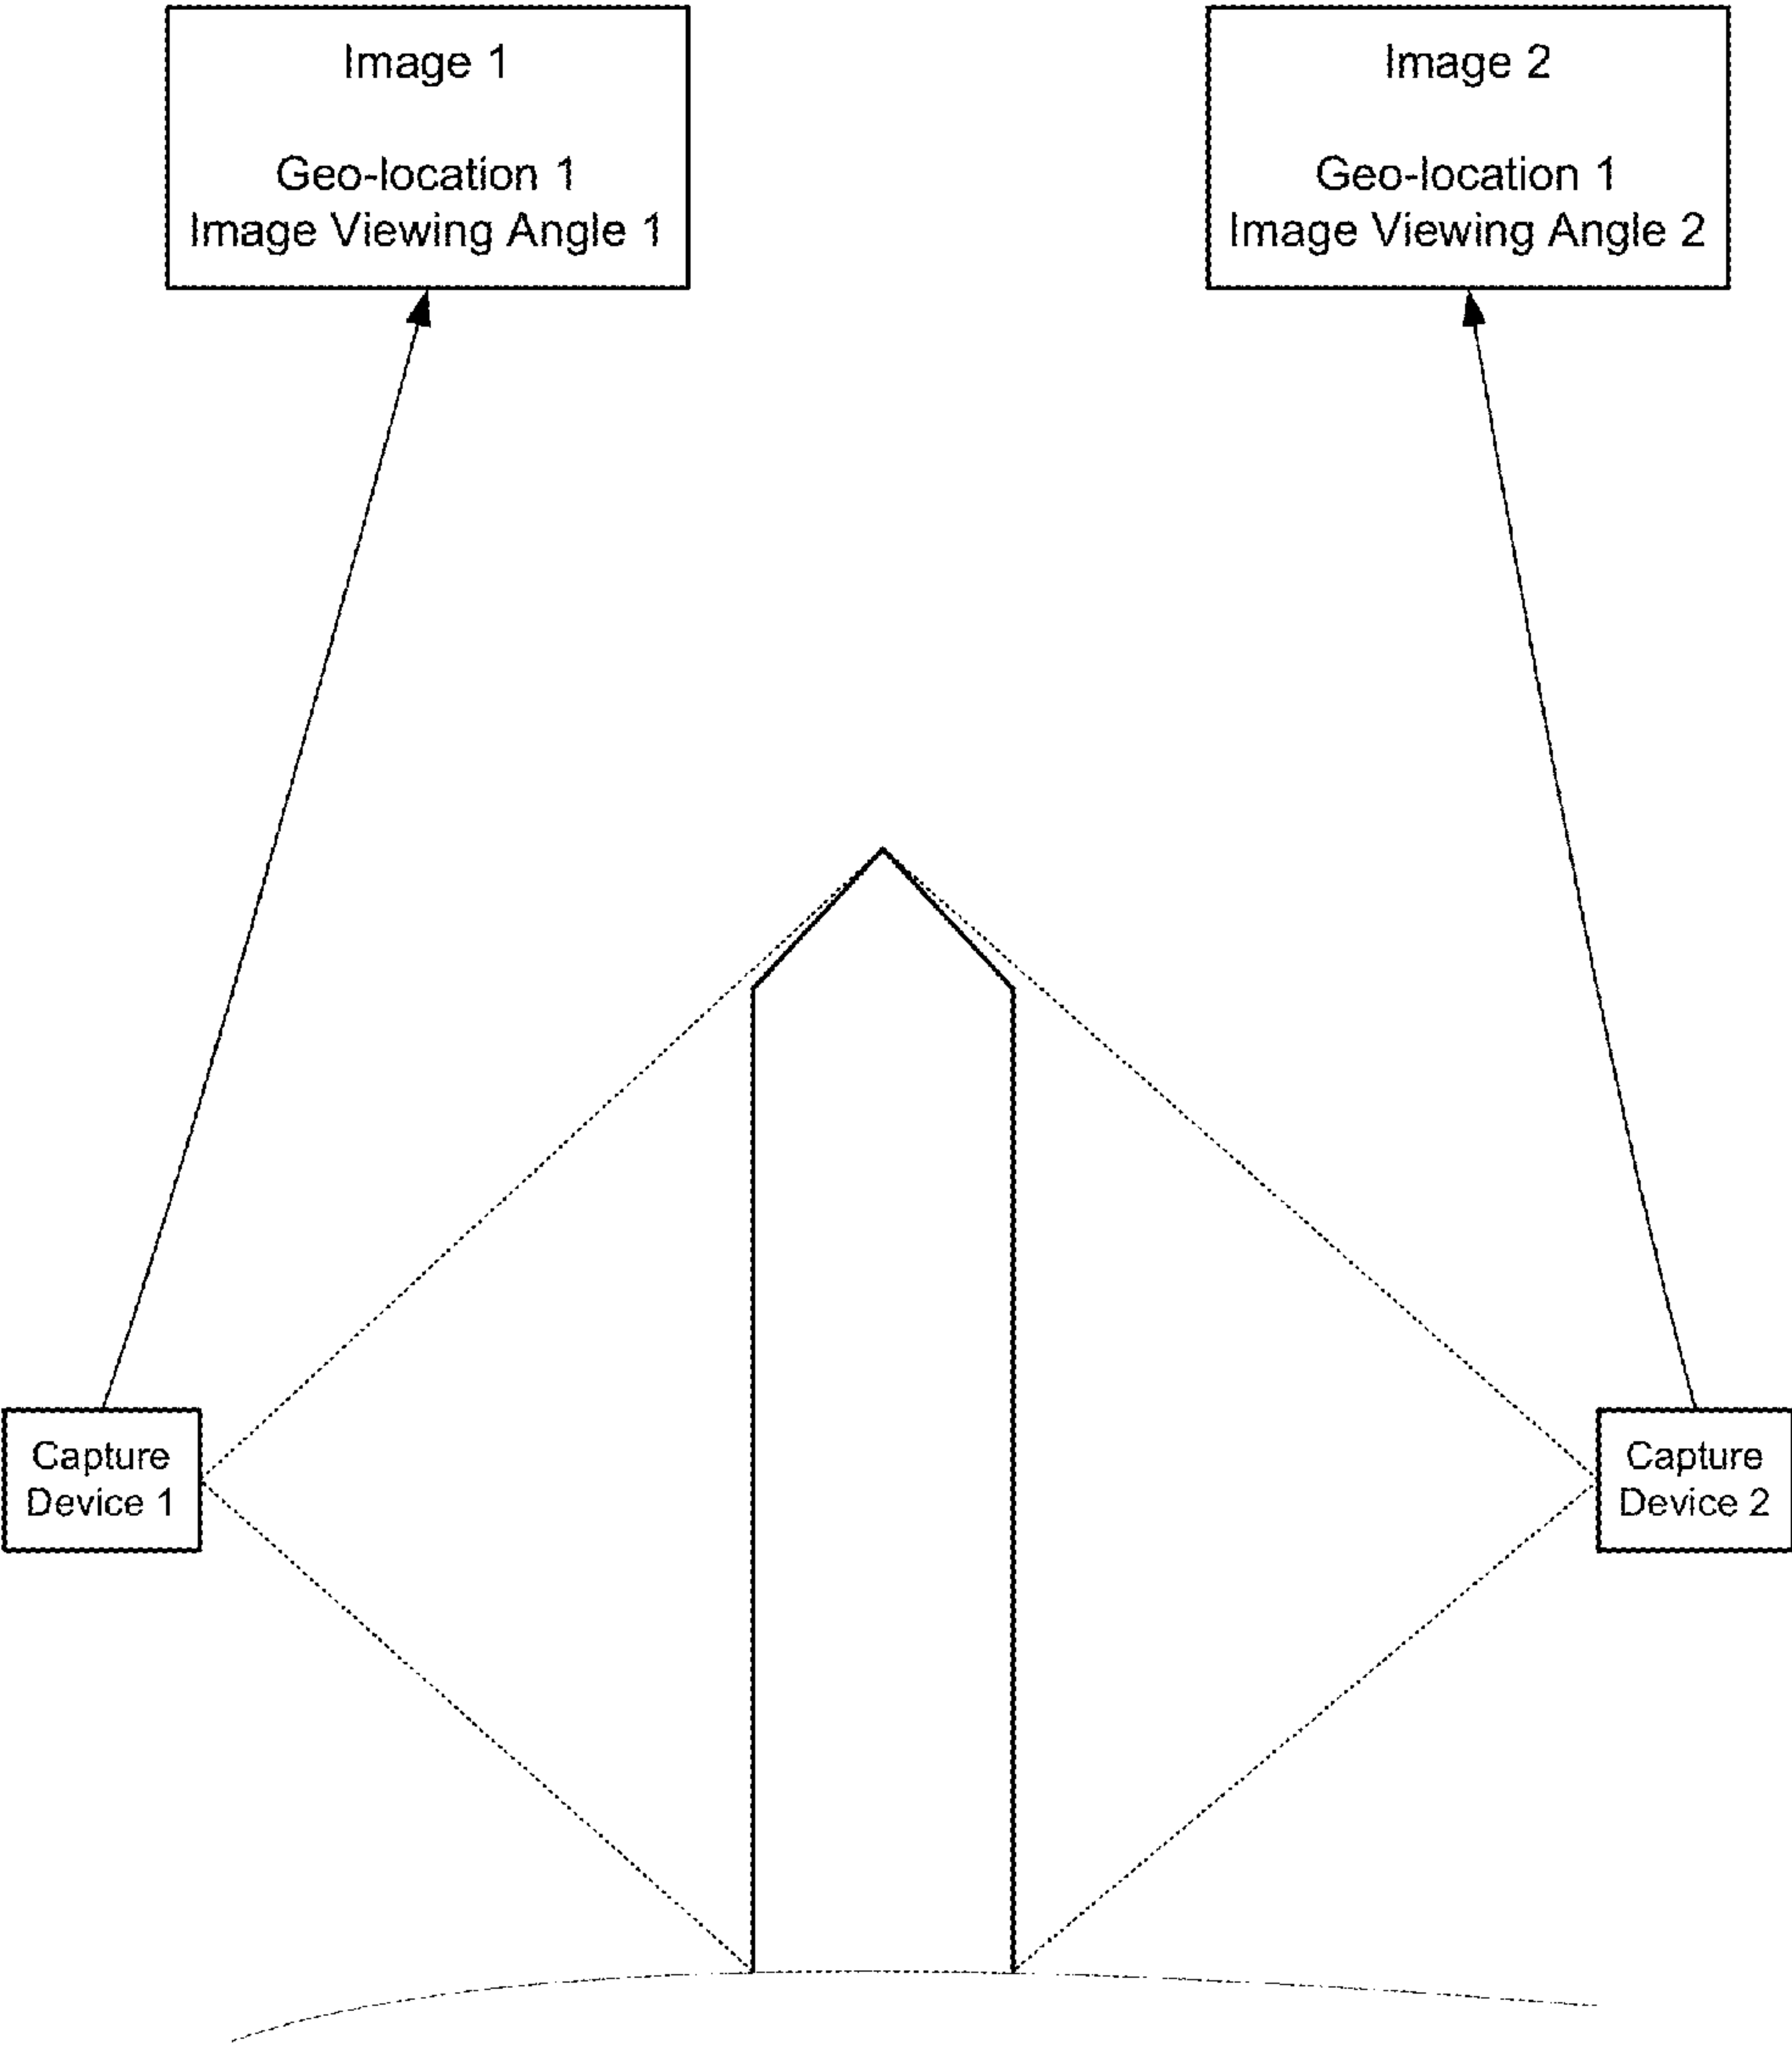 Image 1
Geo-location 1
Image Viewing Angle 1
Image 2
Geo-location 1
Image Viewing Angle 2
Capture
Device 1
Capture
Device 2